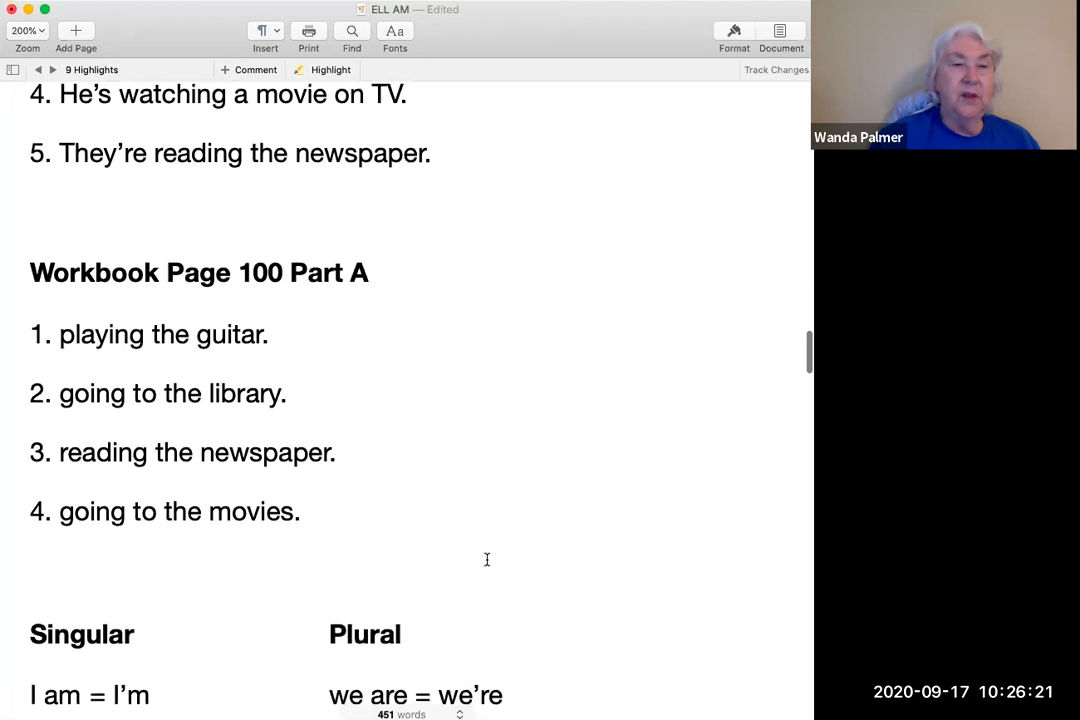 ELL AM — Edited
200%
Zoom
Add Page
Insert
Print
Find
Aa
Fonts
Format
Document
9 Highlights
+ Comment
Highlight
Track Changes
4. He's watching a movie on TV.
5. They're reading the newspaper.
Workbook Page 100 Part A
1. playing the guitar.
2. going to the library.
3. reading the newspaper.
4. going to the movies.
Singular Plural
I am = I'm we are = we're
451 words
Wanda Palmer
2020-09-17 10:26:21